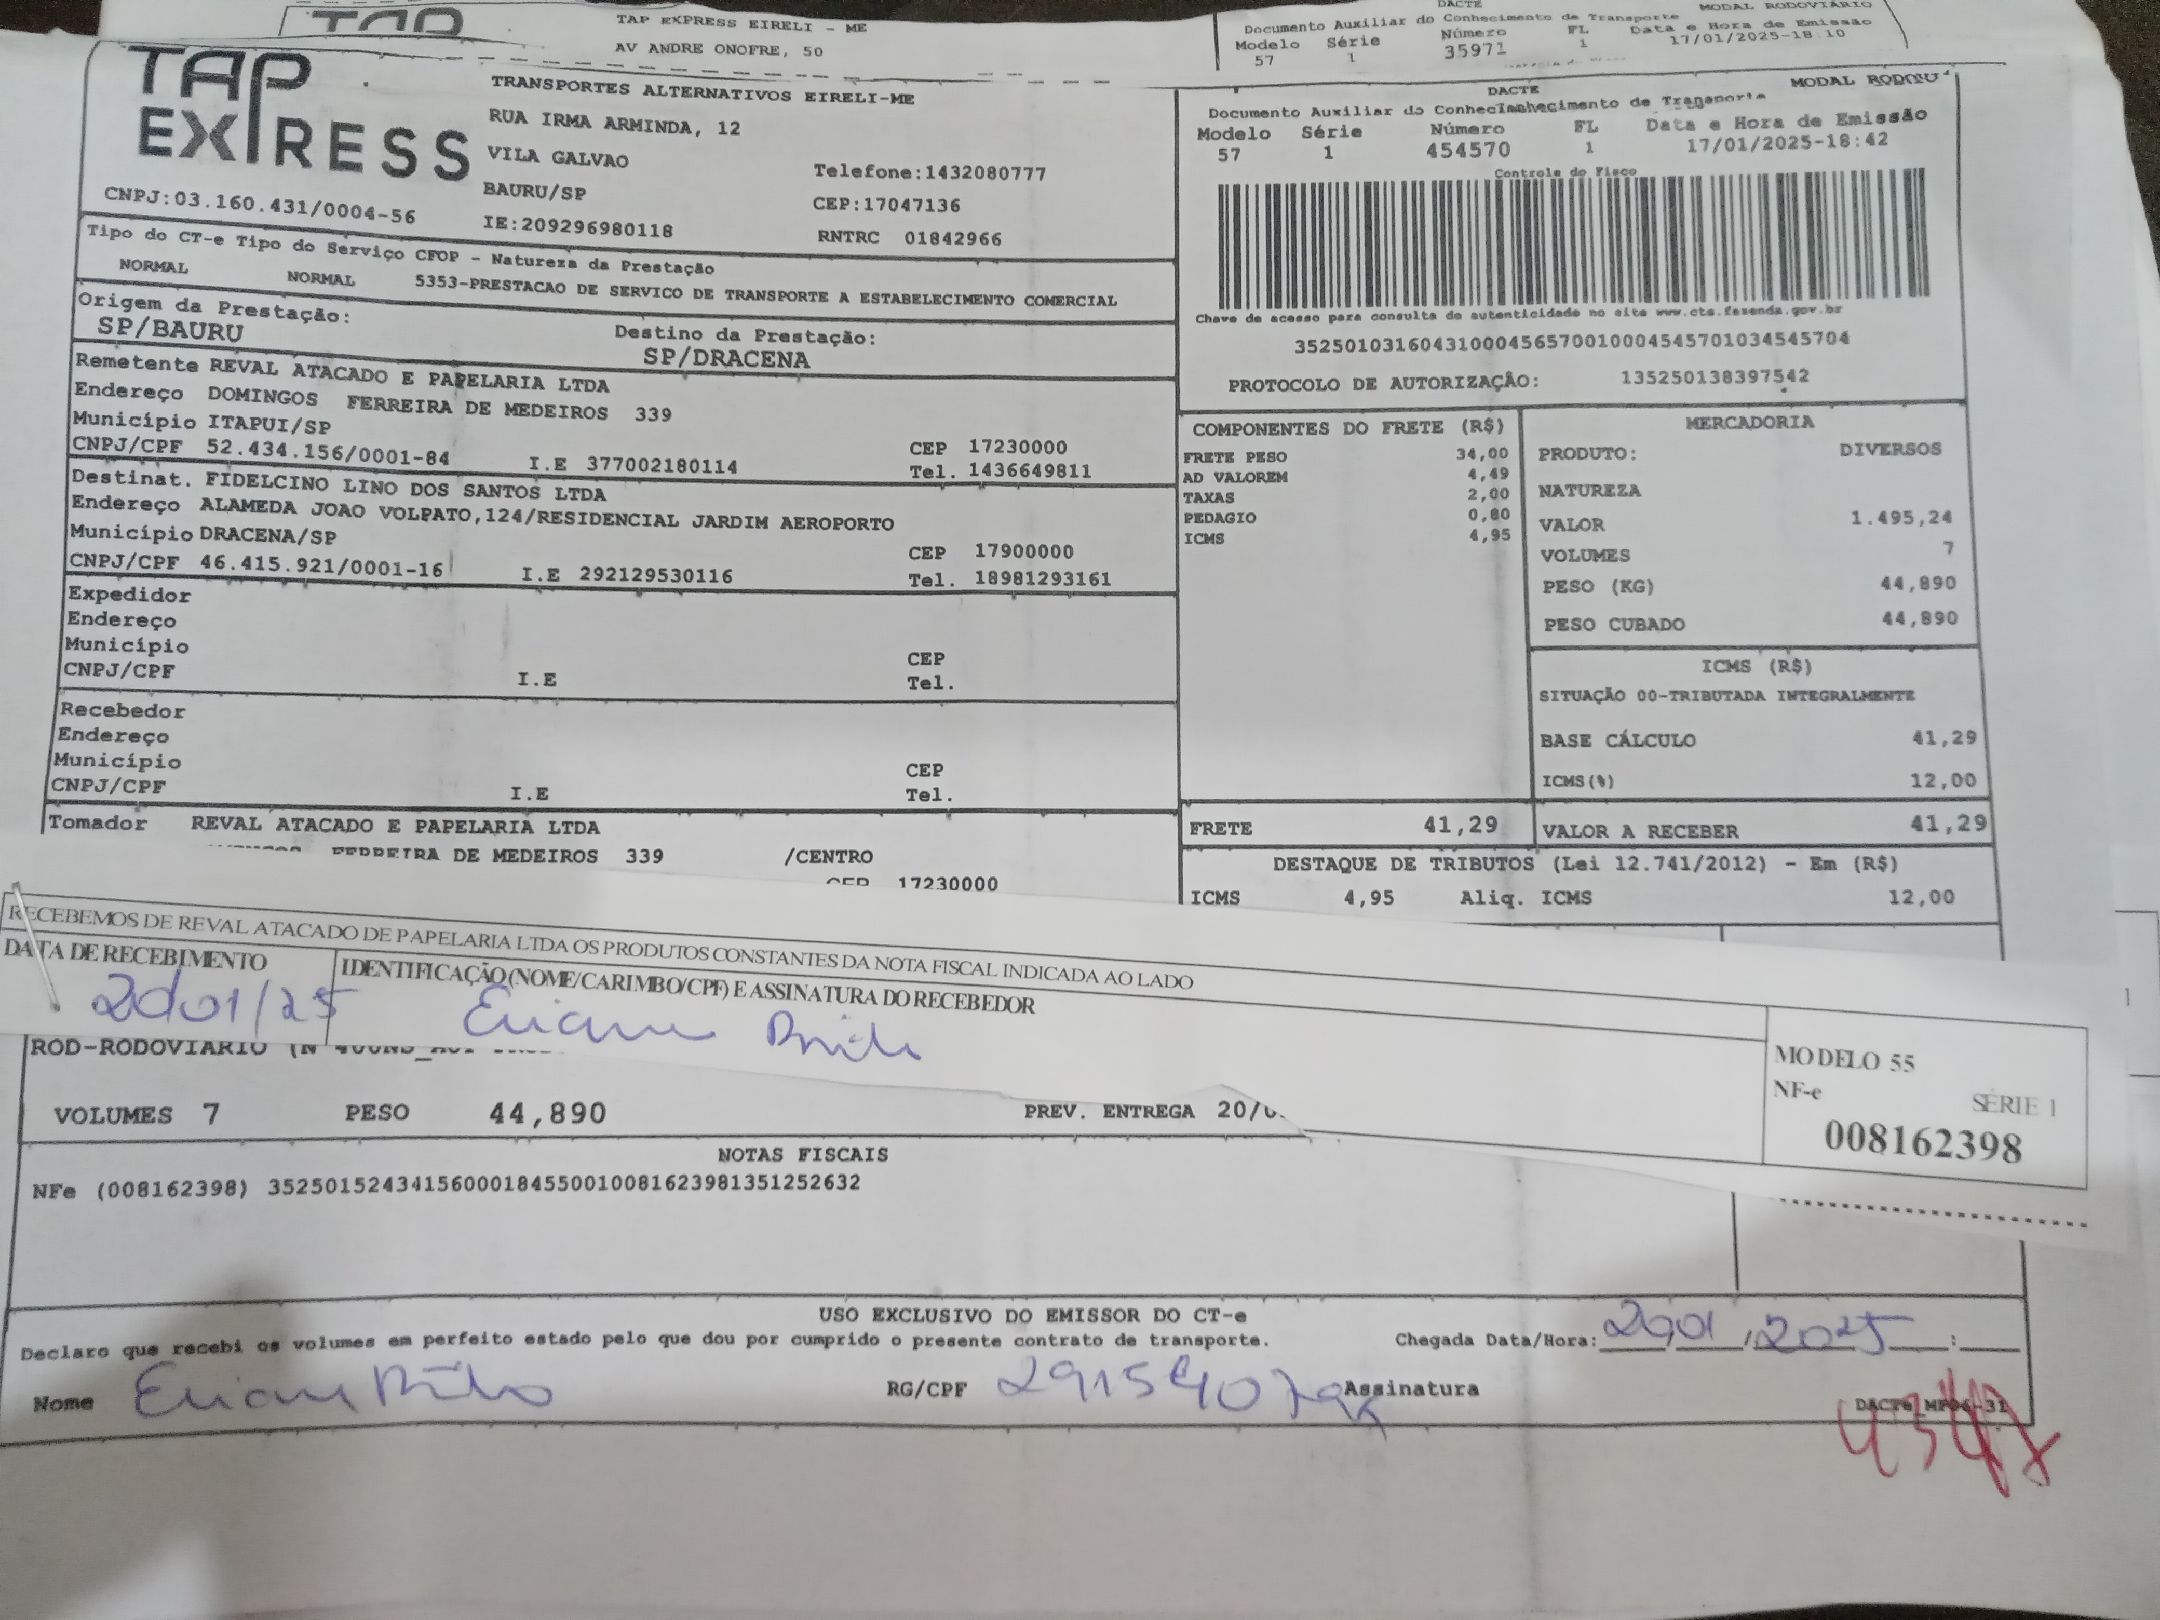 TAP EXPRESS EIRELI - ME
AV ANDRE ONOFRE, 50
DACTE
MODAL RODOVIÁRIO
Documento Auxiliar do Conhecimento de Transporte
Modelo Série Número FL Data e Hora de Emissão
57 1 35971 1 17/01/2025-18:10
TAP
EXPRESS
CNPJ:03.160.431/0004-56
TRANSPORTES ALTERNATIVOS EIRELI-ME
RUA IRMA ARMINDA, 12
VILA GALVAO
Telefone:1432080777
BAURU/SP
CEP:17047136
IE:209296980118
RNTRC 01842966
DACTE
MODAL
Documento Auxiliar do de Transporte
Modelo Série Número FL Data e Hora de Emissão
57 1 454570 1 17/01/2025-18:42
Controle do Fisco
Chave de acesso para consulta de autenticidade no site www.cte.fazenda.gov.br
35250103160431000456570010004545701034545704
PROTOCOLO DE AUTORIZAÇÃO: 135250138397542
Tipo do CT-e Tipo do Serviço CFOP - Natureza da Prestação
NORMAL NORMAL 5353-PRESTACAO DE SERVICO DE TRANSPORTE A ESTABELECIMENTO COMERCIAL
Origem da Prestação: Destino da Prestação:
SP/BAURU SP/DRACENA
Remetente REVAL ATACADO E PAPELARIA LTDA
Endereço DOMINGOS FERREIRA DE MEDEIROS 339
Município ITAPUI/SP CEP 17230000
CNPJ/CPF 52.434.156/0001-84 I.E 377002180114 Tel. 1436649811
Destinat. FIDELCINO LINO DOS SANTOS LTDA
Endereço ALAMEDA JOAO VOLPATO,124/RESIDENCIAL JARDIM AEROPORTO
Município DRACENA/SP CEP 17900000
CNPJ/CPF 46.415.921/0001-16 I.E 292129530116 Tel. 18981293161
Expedidor
Endereço
Município CEP
CNPJ/CPF I.E Tel.
Recebedor
Endereço
Município CEP
CNPJ/CPF I.E Tel.
Tomador REVAL ATACADO E PAPELARIA LTDA
FERREIRA DE MEDEIROS 339 /CENTRO
CEP 17230000
COMPONENTES DO FRETE (R$)
FRETE PESO 34,00
AD VALOREM 4,49
TAXAS 2,00
PEDAGIO 0,80
ICMS 4,95
MERCADORIA
PRODUTO: DIVERSOS
NATUREZA
VALOR 1.495,24
VOLUMES 7
PESO (KG) 44,890
PESO CUBADO 44,890
ICMS (R$)
SITUAÇÃO 00-TRIBUTADA INTEGRALMENTE
BASE CÁLCULO 41,29
ICMS(%) 12,00
FRETE 41,29 VALOR A RECEBER 41,29
DESTAQUE DE TRIBUTOS (Lei 12.741/2012) - Em (R$)
ICMS 4,95 Aliq. ICMS 12,00
RECEBEMOS DE REVAL ATACADO DE PAPELARIA LTDA OS PRODUTOS CONSTANTES DA NOTA FISCAL INDICADA AO LADO
DATA DE RECEBIMENTO
IDENTIFICAÇÃO (NOME/CARIMBO/CPF) E ASSINATURA DO RECEBEDOR
MODELO 55
NF-e SÉRIE 1
008162398
ROD-RODOVIARIO
VOLUMES 7 PESO 44,890 PREV. ENTREGA 20/
NOTAS FISCAIS
NFe (008162398) 35250152434156000184550010081623981351252632
USO EXCLUSIVO DO EMISSOR DO CT-e
Declaro que recebi os volumes em perfeito estado pelo que dou por cumprido o presente contrato de transporte. Chegada Data/Hora:
Nome RG/CPF Assinatura